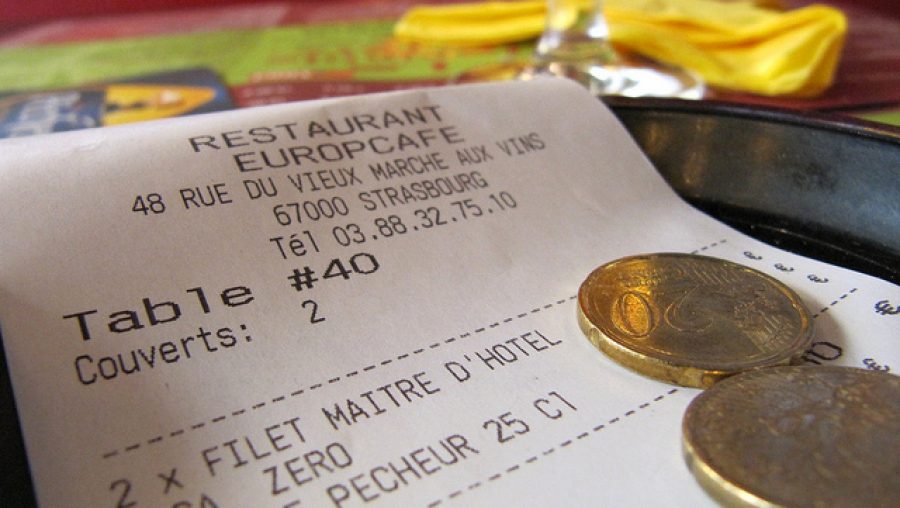 RESTAURANT
EUROPCAFE
48 RUE DU VIEUX MARCHE AUX VINS
67000 STRASBOURG
Tél 03.88.32.75.10
Table #40
Couverts: 2
2 x FILET MAITRE D'HOTEL
ZERO
PECHEUR 25 Cl